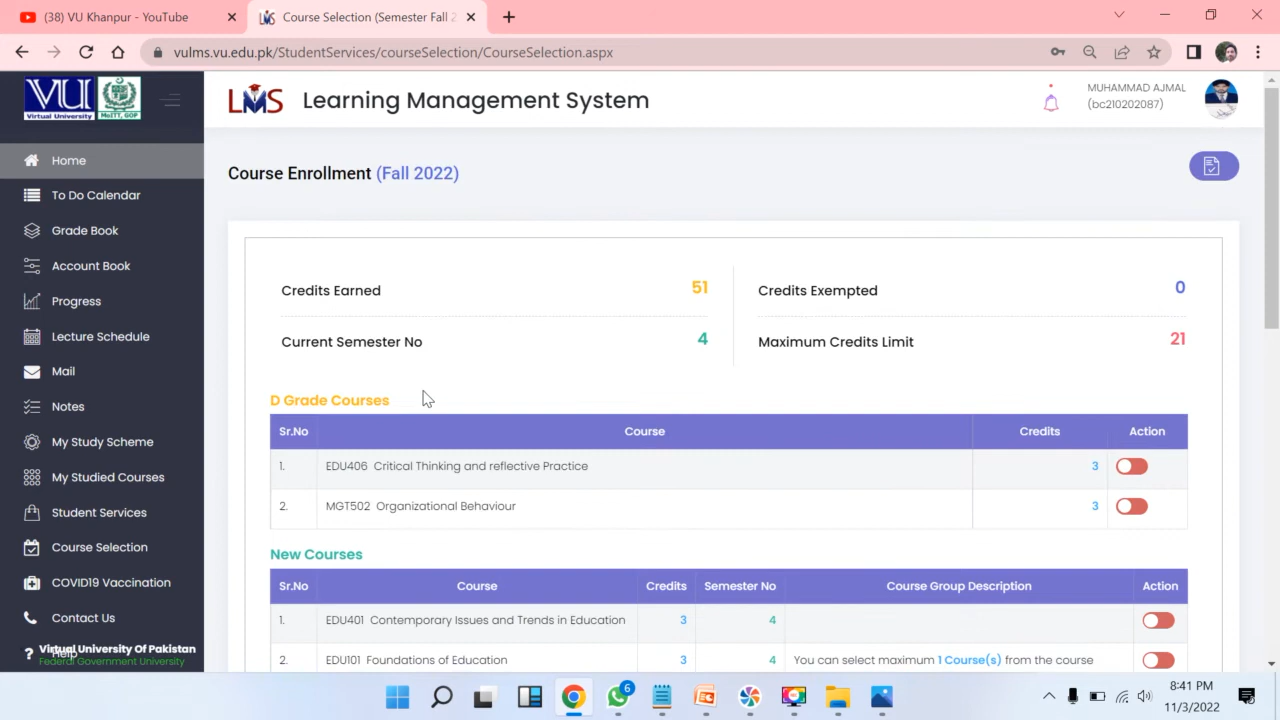 (38) VU Khanpur - YouTube
Course Selection (Semester Fall 2
vulms.vu.edu.pk/StudentServices/courseSelection/CourseSelection.aspx
VU
Virtual University
MoITT, GOP
LMS
Learning Management System
MUHAMMAD AJMAL
(bc210202087)
Home
To Do Calendar
Grade Book
Account Book
Progress
Lecture Schedule
Mail
Notes
My Study Scheme
My Studied Courses
Student Services
Course Selection
COVID19 Vaccination
Contact Us
Help
Virtual University Of Pakistan
Federal Government University
Course Enrollment (Fall 2022)
Credits Earned 51
Credits Exempted 0
Current Semester No 4
Maximum Credits Limit 21
D Grade Courses
Sr.No Course Credits Action
1. EDU406 Critical Thinking and reflective Practice 3
2. MGT502 Organizational Behaviour 3
New Courses
Sr.No Course Credits Semester No Course Group Description Action
1. EDU401 Contemporary Issues and Trends in Education 3 4
2. EDU101 Foundations of Education 3 4 You can select maximum 1 Course(s) from the course
6
8:41 PM
11/3/2022